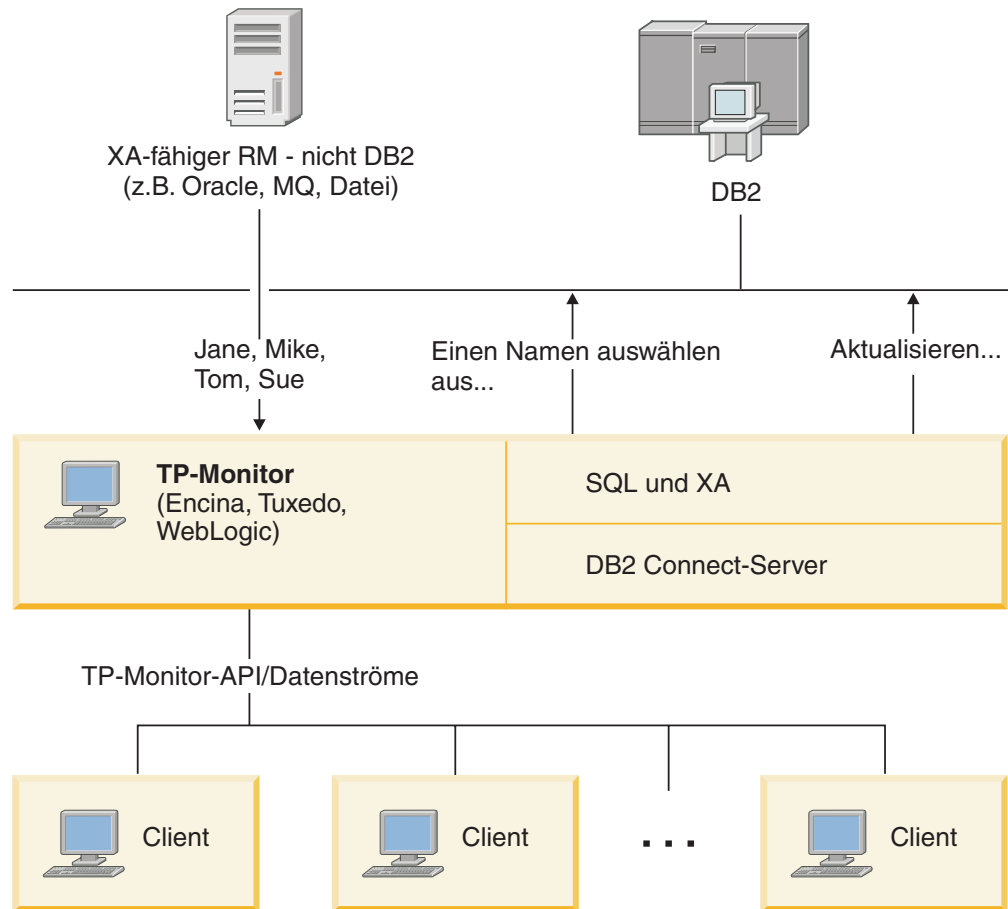 XA-fähiger RM - nicht DB2
(z.B. Oracle, MQ, Datei)
DB2
Jane, Mike,
Tom, Sue
Einen Namen auswählen
aus...
Aktualisieren...
TP-Monitor
(Encina, Tuxedo,
WebLogic)
SQL und XA
DB2 Connect-Server
TP-Monitor-API/Datenströme
Client
Client
. . .
Client